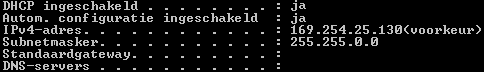 DHCP ingeschakeld . . . . . . . . . : ja
Autom. configuratie ingeschakeld  : ja
IPv4-adres. . . . . . . . . . . . : 169.254.25.130(voorkeur)
Subnetmasker. . . . . . . . . . . : 255.255.0.0
Standaardgateway. . . . . . . . . :
DNS-servers . . . . . . . . . . . :